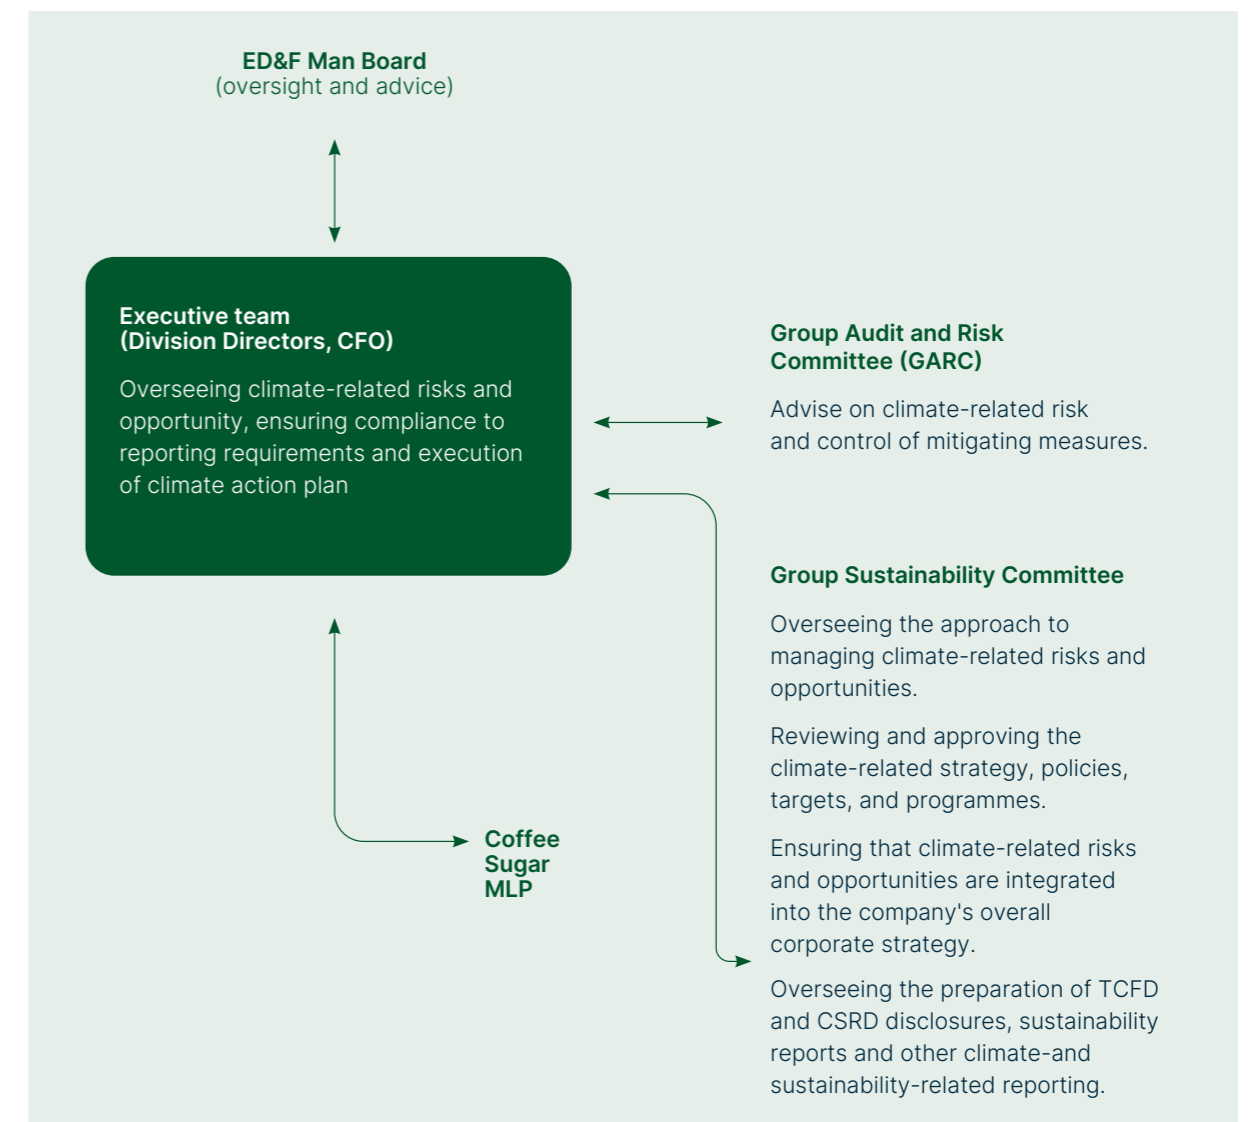 ED&F Man Board
(oversight and advice)
Executive team
(Division Directors, CFO)
Overseeing climate-related risks and
opportunity, ensuring compliance to
reporting requirements and execution
of climate action plan
Group Audit and Risk
Committee (GARC)
Advise on climate-related risk
and control of mitigating measures.
Group Sustainability Committee
Overseeing the approach to
managing climate-related risks and
opportunities.
Reviewing and approving the
climate-related strategy, policies,
targets, and programmes.
Ensuring that climate-related risks
and opportunities are integrated
into the company's overall
corporate strategy.
Overseeing the preparation of TCFD
and CSRD disclosures, sustainability
reports and other climate-and
sustainability-related reporting.
Coffee
Sugar
MLP